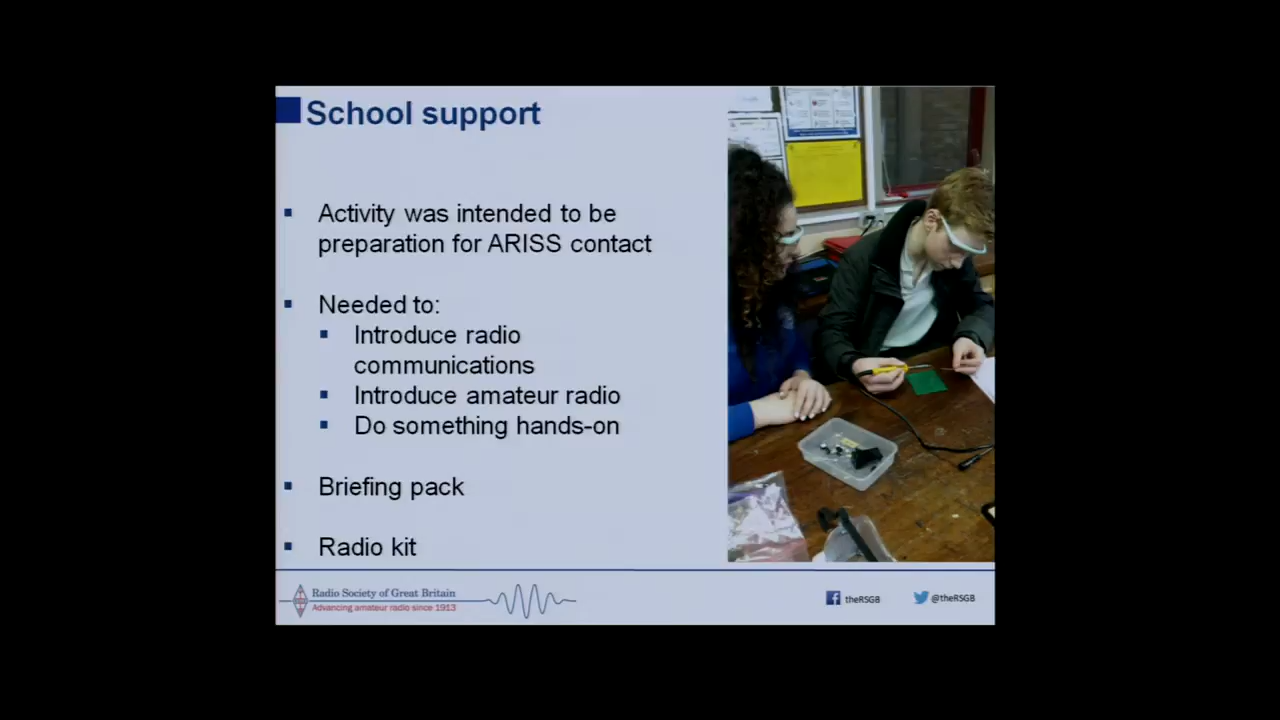 School support
Activity was intended to be
preparation for ARISS contact
Needed to:
Introduce radio
communications
Introduce amateur radio
Do something hands-on
Briefing pack
Radio kit
Radio Society of Great Britain
Advancing amateur radio since 1913
theRSGB
@theRSGB